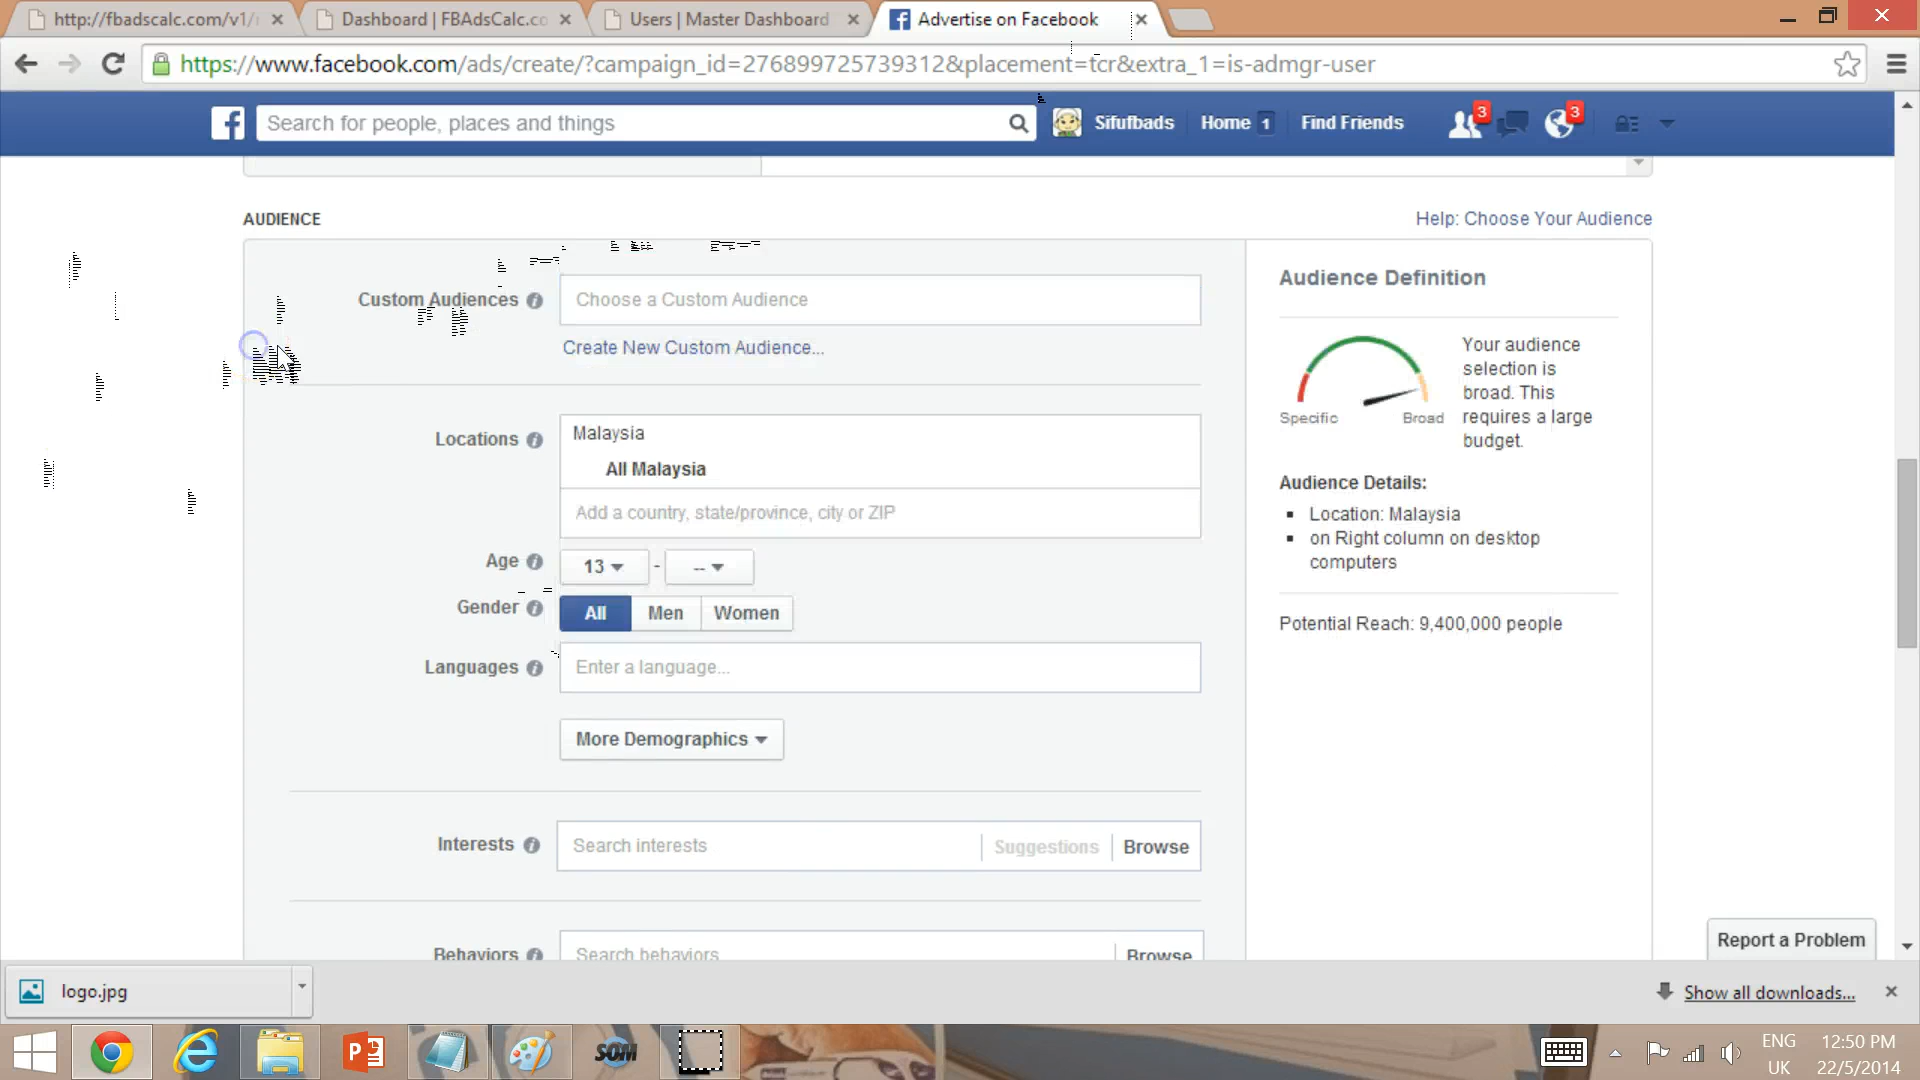 http://fbadscalc.com/v1/
Dashboard | FBAdsCalc.co
Users | Master Dashboard
Advertise on Facebook
https://www.facebook.com/ads/create/?campaign_id=276899725739312&placement=tcr&extra_1=is-admgr-user
Search for people, places and things
Sifufbads
Home 1
Find Friends
3
3
AUDIENCE
Help: Choose Your Audience
Custom Audiences
Choose a Custom Audience
Create New Custom Audience...
Locations
Malaysia
All Malaysia
Add a country, state/province, city or ZIP
Age
13 - --
Gender
All Men Women
Languages
Enter a language...
More Demographics
Interests
Search interests
Suggestions
Browse
Behaviors
Search behaviors
Browse
Audience Definition
Specific
Broad
Your audience
selection is
broad. This
requires a large
budget.
Audience Details:
Location: Malaysia
on Right column on desktop
computers
Potential Reach: 9,400,000 people
Report a Problem
logo.jpg
Show all downloads...
SOM
ENG
UK
12:50 PM
22/5/2014